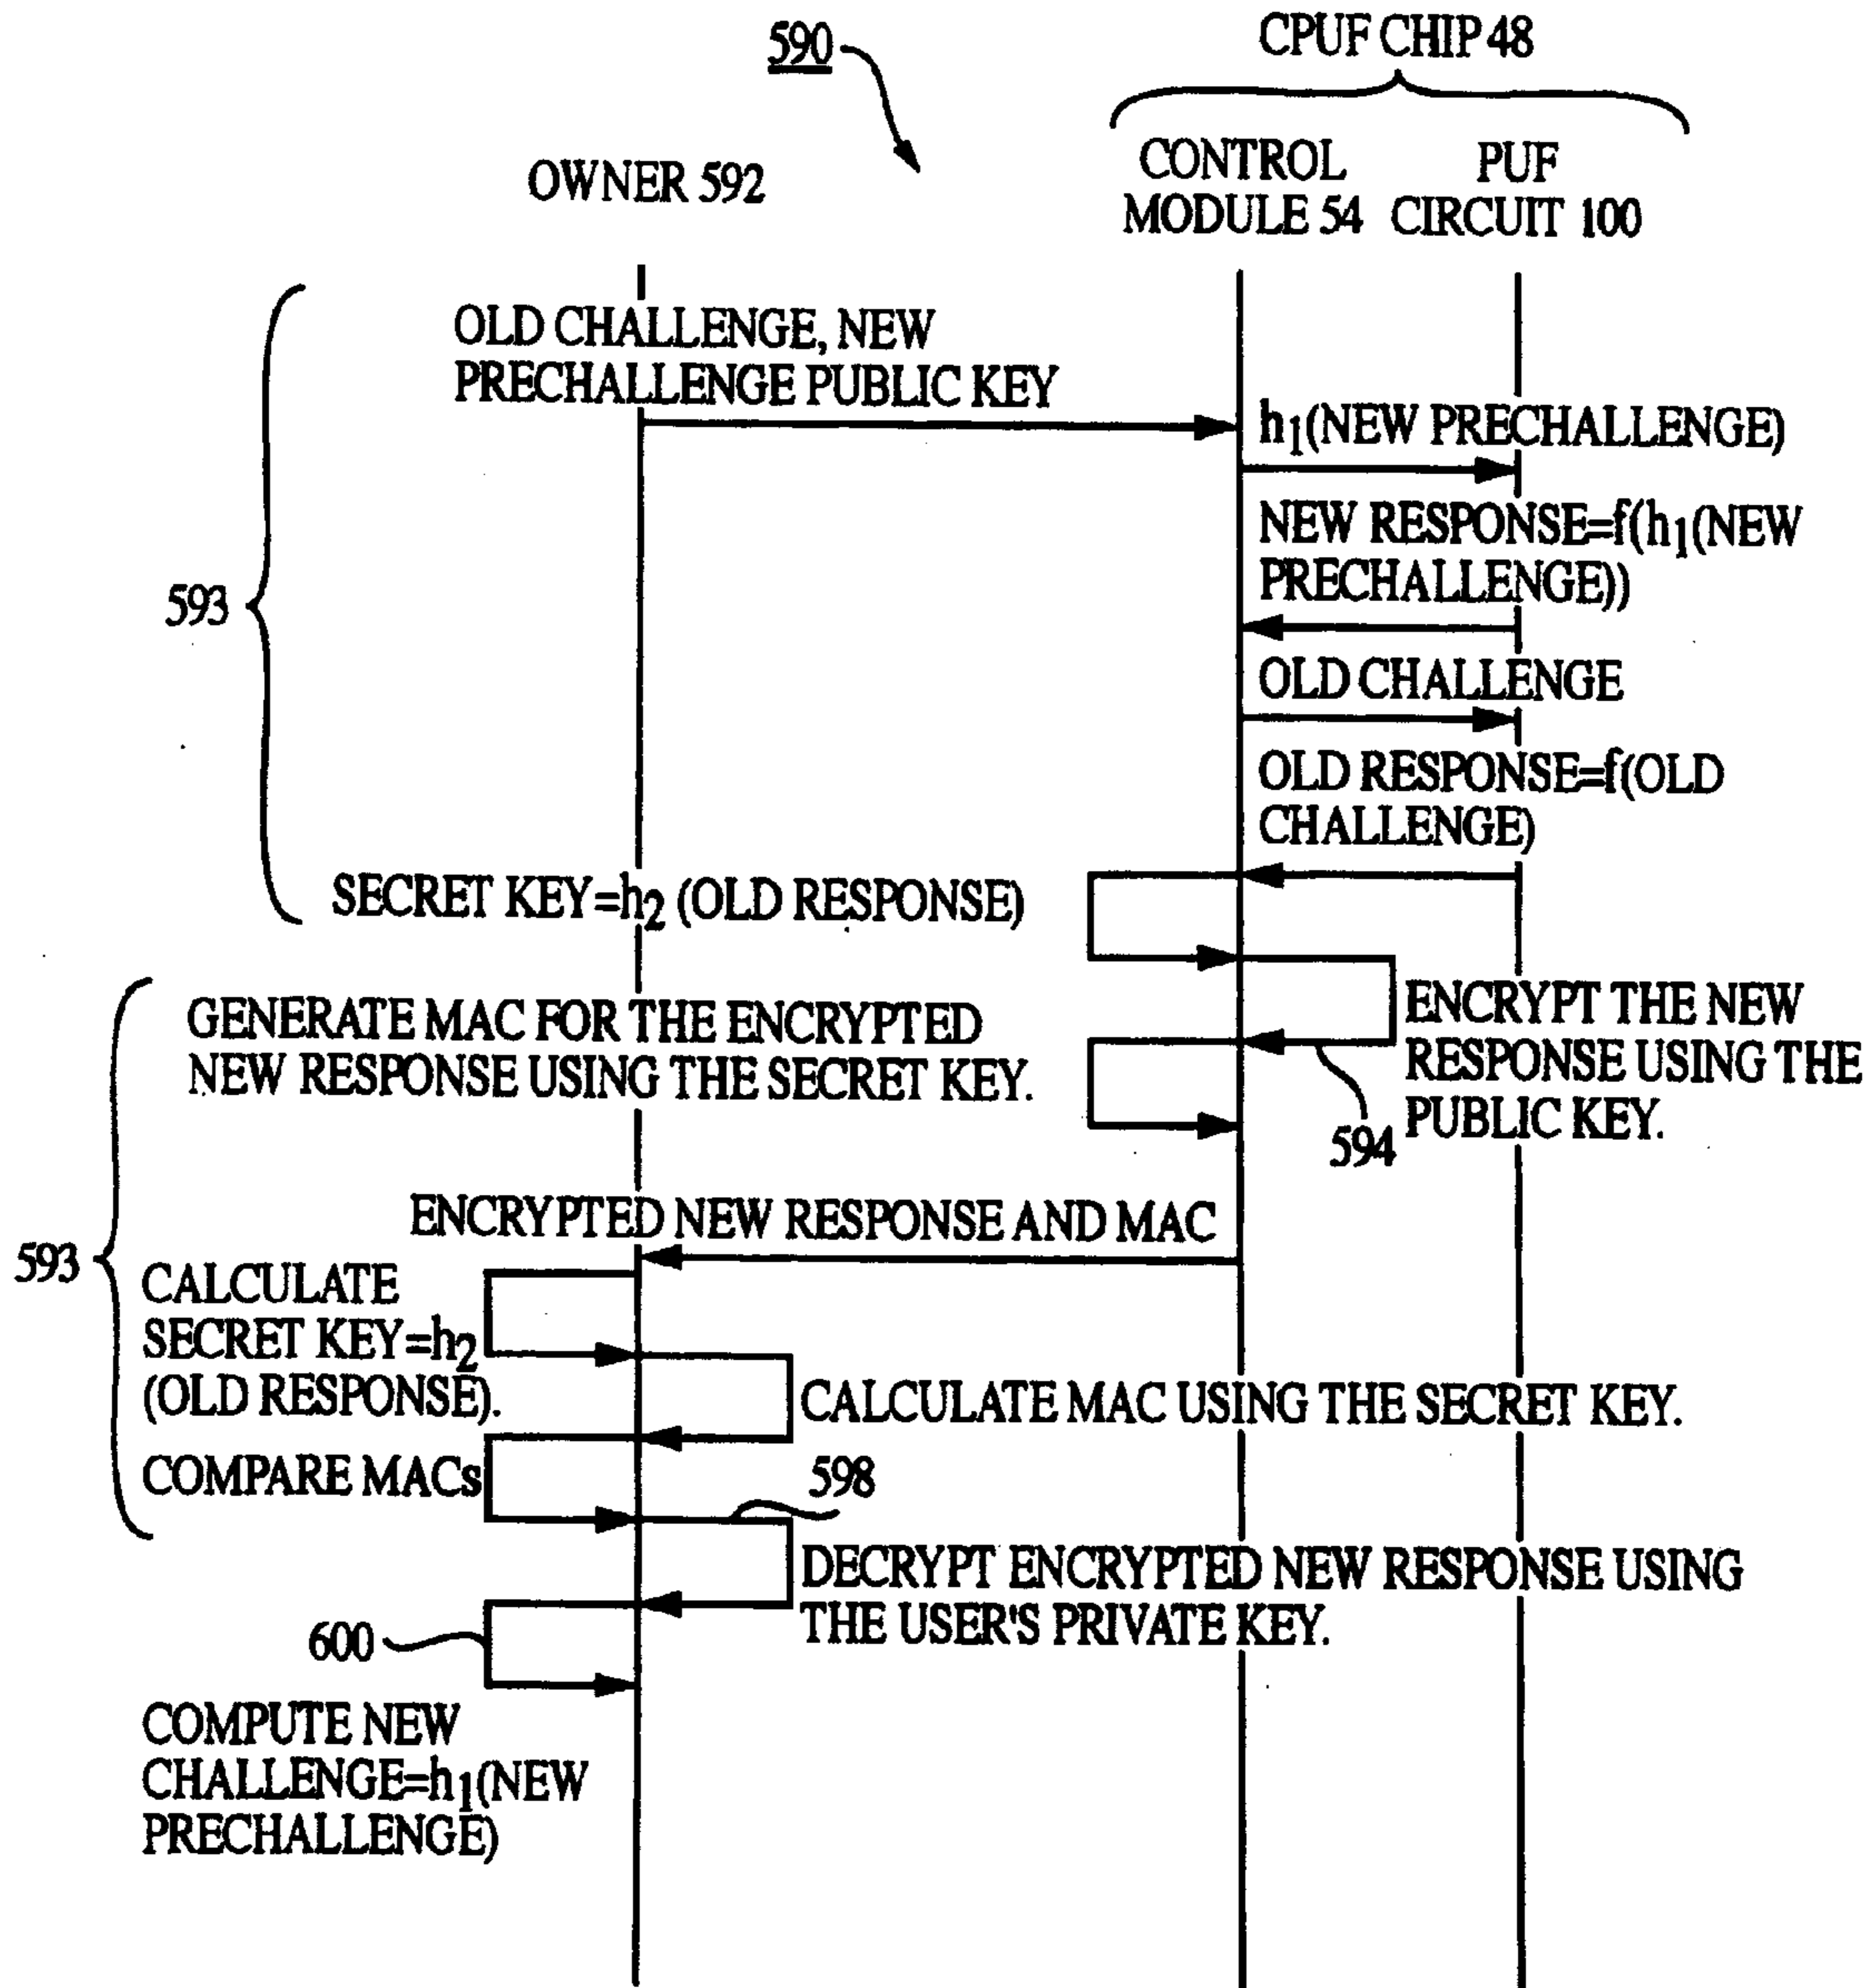 590
CPUF CHIP 48
OWNER 592
CONTROL
MODULE 54
PUF
CIRCUIT 100
593
OLD CHALLENGE, NEW
PRECHALLENGE PUBLIC KEY
h1(NEW PRECHALLENGE)
NEW RESPONSE=f(h1(NEW
PRECHALLENGE))
OLD CHALLENGE
OLD RESPONSE=f(OLD
CHALLENGE)
SECRET KEY=h2 (OLD RESPONSE)
593
GENERATE MAC FOR THE ENCRYPTED
NEW RESPONSE USING THE SECRET KEY.
ENCRYPT THE NEW
RESPONSE USING THE
PUBLIC KEY.
594
ENCRYPTED NEW RESPONSE AND MAC
CALCULATE
SECRET KEY=h2
(OLD RESPONSE).
CALCULATE MAC USING THE SECRET KEY.
COMPARE MACs
598
DECRYPT ENCRYPTED NEW RESPONSE USING
THE USER'S PRIVATE KEY.
600
COMPUTE NEW
CHALLENGE=h1(NEW
PRECHALLENGE)